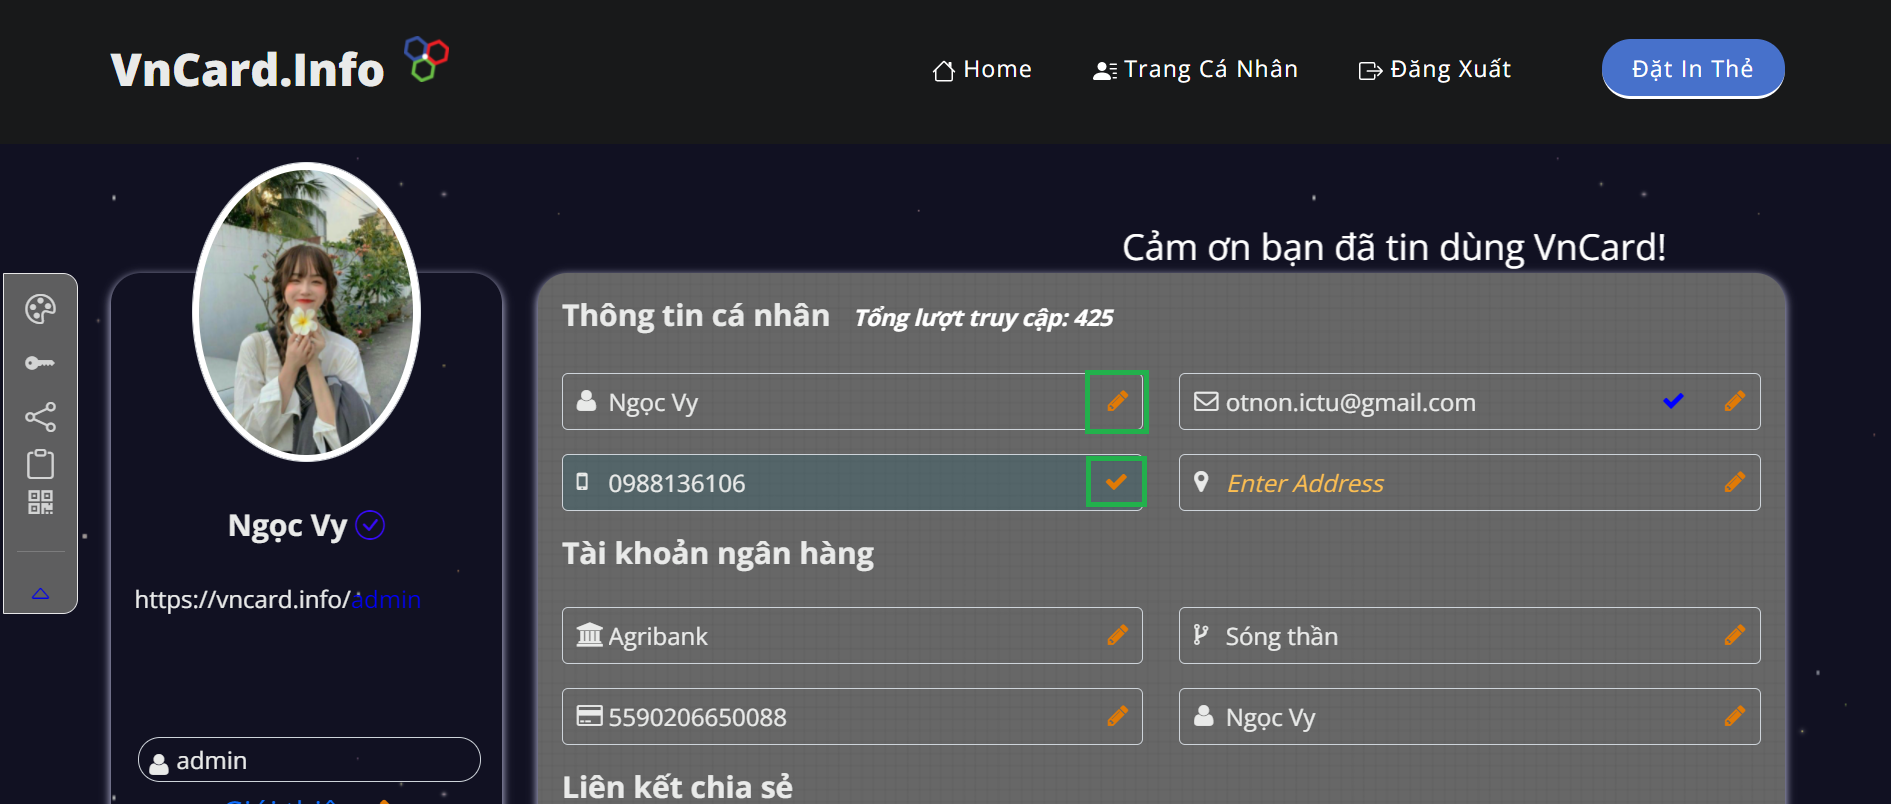 VnCard.Info
Home
Trang Cá Nhân
Đăng Xuất
Đặt In Thẻ
Cảm ơn bạn đã tin dùng VnCard!
Ngọc Vy
https://vncard.info/admin
admin
Giới thiệu
Thông tin cá nhân Tổng lượt truy cập: 425
Ngọc Vy
otnon.ictu@gmail.com
0988136106
Enter Address
Tài khoản ngân hàng
Agribank
Sóng thần
5590206650088
Ngọc Vy
Liên kết chia sẻ